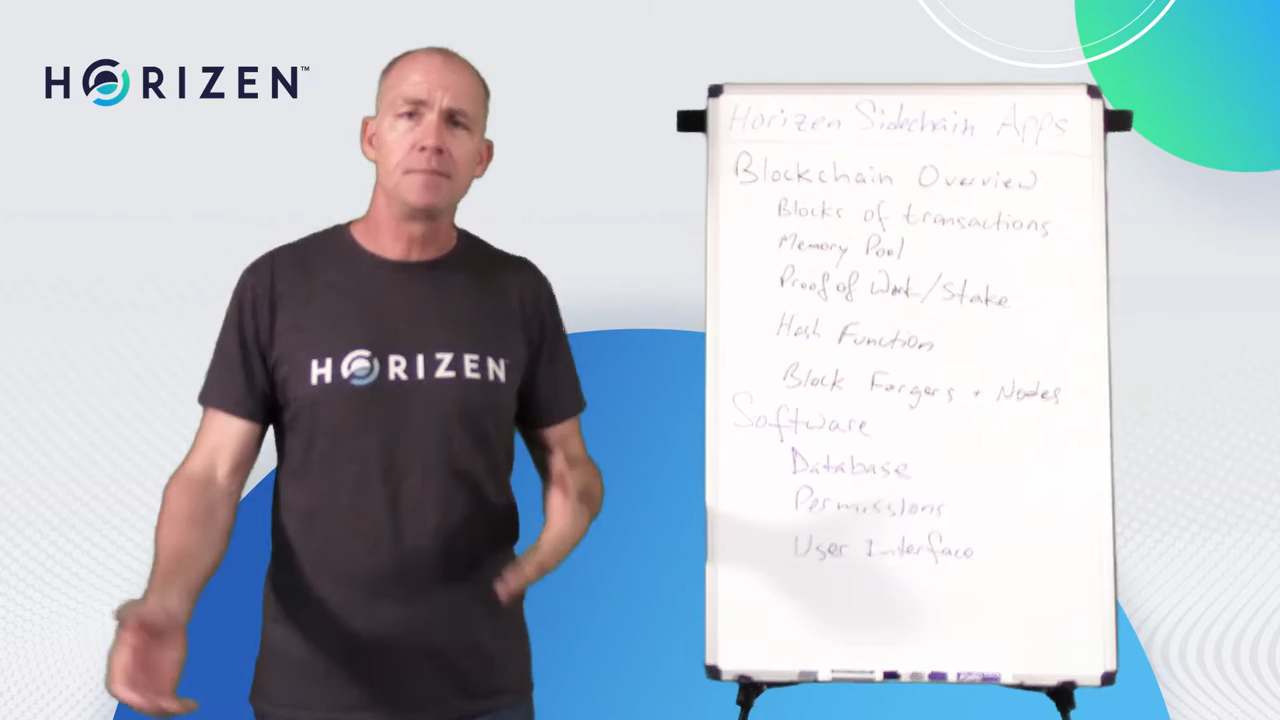 HORIZEN™
HORIZEN
Horizen Sidechain Apps
Blockchain Overview
Blocks of transactions
Memory Pool
Proof of Work/Stake
Hash Function
Block Forgers + Nodes
Software
Database
Permissions
User Interface